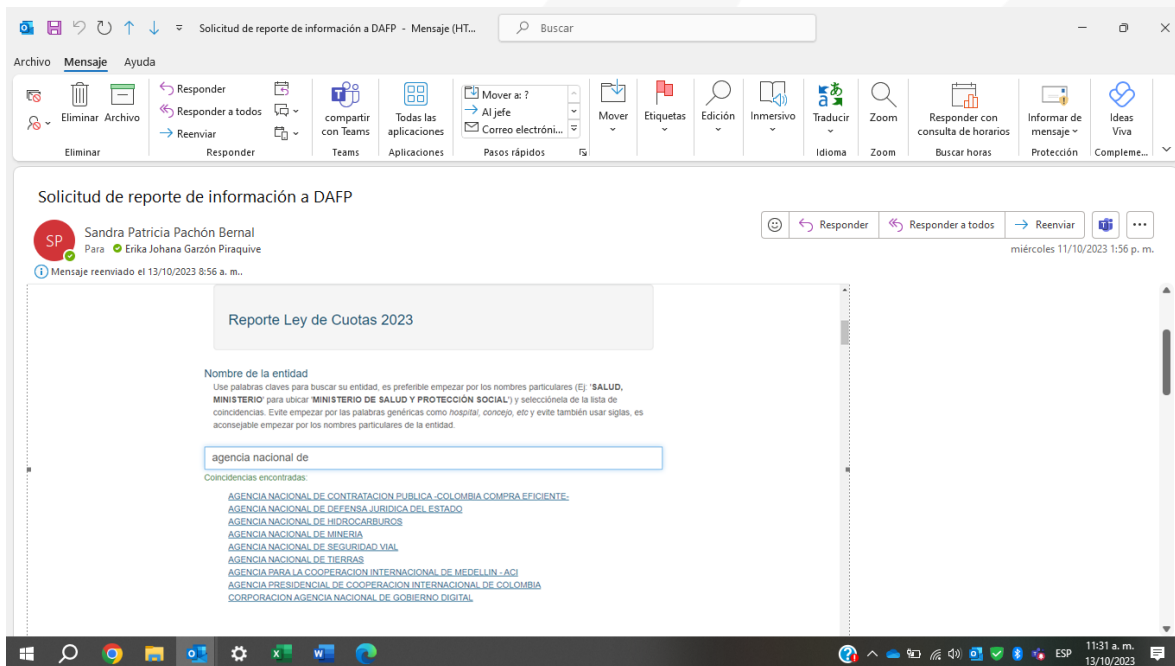 Solicitud de reporte de información a DAFP - Mensaje (HT...
Buscar
Archivo Mensaje Ayuda
Eliminar Archivo
Responder
Responder a todos
Reenviar
compartir
con Teams
Todas las
aplicaciones
Mover a: ?
Al jefe
Correo electróni...
Mover
Etiquetas
Edición
Inmersivo
Traducir
Zoom
Responder con
consulta de horarios
Informar de
mensaje
Ideas
Viva
Eliminar Responder Teams Aplicaciones Pasos rápidos Idioma Zoom Buscar horas Protección Compleme...
Solicitud de reporte de información a DAFP
SP
Sandra Patricia Pachón Bernal
Para Erika Johana Garzón Piraquive
Responder Responder a todos Reenviar
miércoles 11/10/2023 1:56 p. m.
Mensaje reenviado el 13/10/2023 8:56 a. m..
Reporte Ley de Cuotas 2023
Nombre de la entidad
Use palabras claves para buscar su entidad, es preferible empezar por los nombres particulares (Ej: 'SALUD,
MINISTERIO' para ubicar 'MINISTERIO DE SALUD Y PROTECCIÓN SOCIAL') y selecciónela de la lista de
coincidencias. Evite empezar por las palabras genéricas como hospital, concejo, etc y evite también usar siglas, es
aconsejable empezar por los nombres particulares de la entidad.
agencia nacional de
Coincidencias encontradas:
AGENCIA NACIONAL DE CONTRATACION PUBLICA -COLOMBIA COMPRA EFICIENTE-
AGENCIA NACIONAL DE DEFENSA JURIDICA DEL ESTADO
AGENCIA NACIONAL DE HIDROCARBUROS
AGENCIA NACIONAL DE MINERIA
AGENCIA NACIONAL DE SEGURIDAD VIAL
AGENCIA NACIONAL DE TIERRAS
AGENCIA PARA LA COOPERACION INTERNACIONAL DE MEDELLIN - ACI
AGENCIA PRESIDENCIAL DE COOPERACION INTERNACIONAL DE COLOMBIA
CORPORACION AGENCIA NACIONAL DE GOBIERNO DIGITAL
ESP
11:31 a. m.
13/10/2023